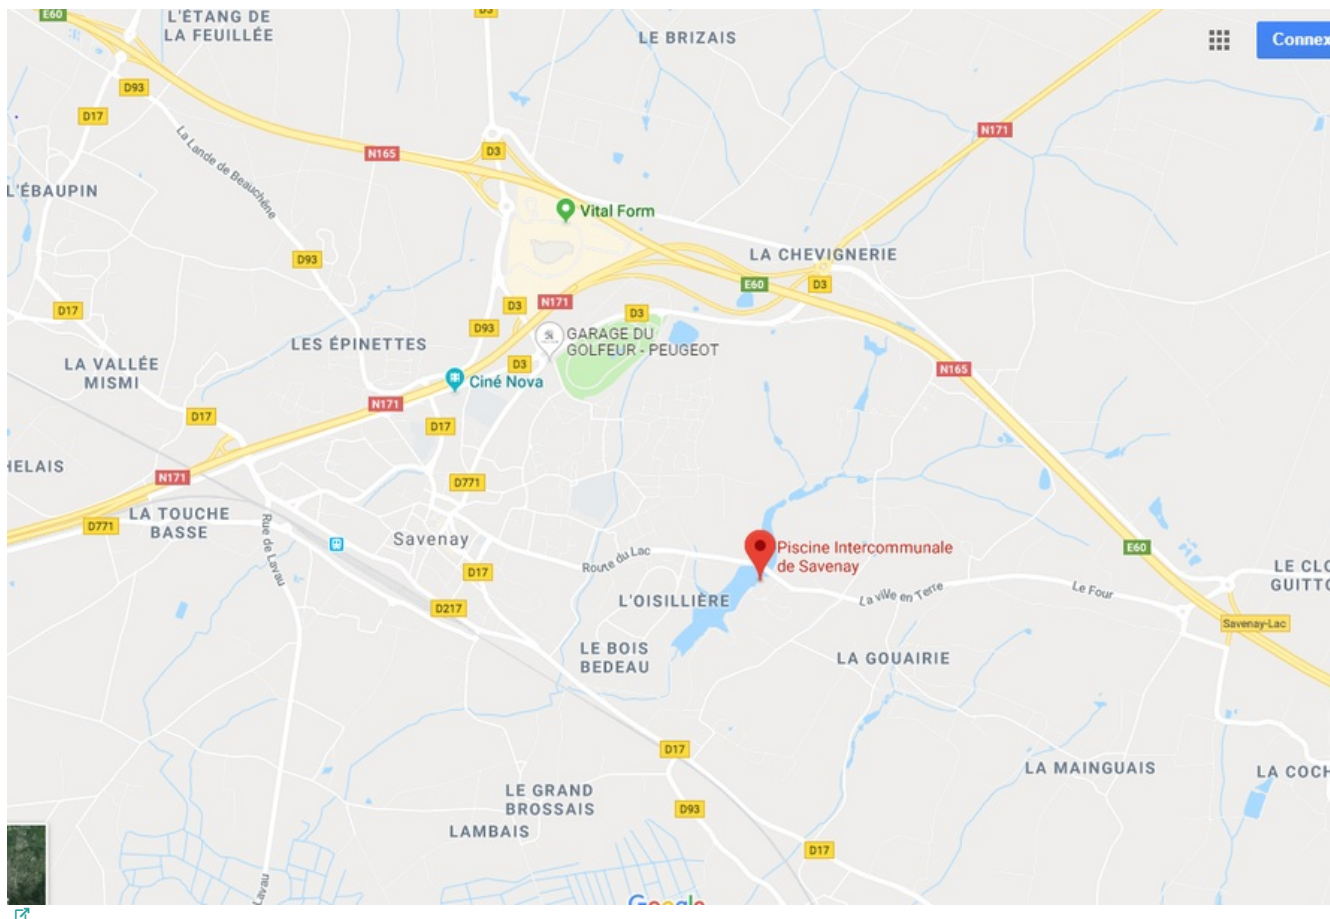 E60
L'ÉTANG DE
LA FEUILLÉE
D3
LE BRIZAIS
Connex
D93
D17
La Lande de Beauchêne
N165
D3
N171
L'ÉBAUPIN
Vital Form
D93
LA CHEVIGNERIE
E60
D3
D17
D3
N171
D93
D3
LES ÉPINETTES
GARAGE DU
GOLFEUR - PEUGEOT
LA VALLÉE
MISMI
D3
Ciné Nova
N165
N171
D17
D17
HELAIS
N171
D771
LA TOUCHE
BASSE
D771
Rue de Lavau
Savenay
Route du Lac
Piscine Intercommunale
de Savenay
E60
LE CLO
GUITTO
D17
D217
L'OISILLIÈRE
La ville en Terre
Le Four
Savenay-Lac
LE BOIS
BEDEAU
LA GOUAIRIE
D17
LA MAINGUAIS
LA COCH
LE GRAND
BROSSAIS
D93
LAMBAIS
D17
Lavau
Google